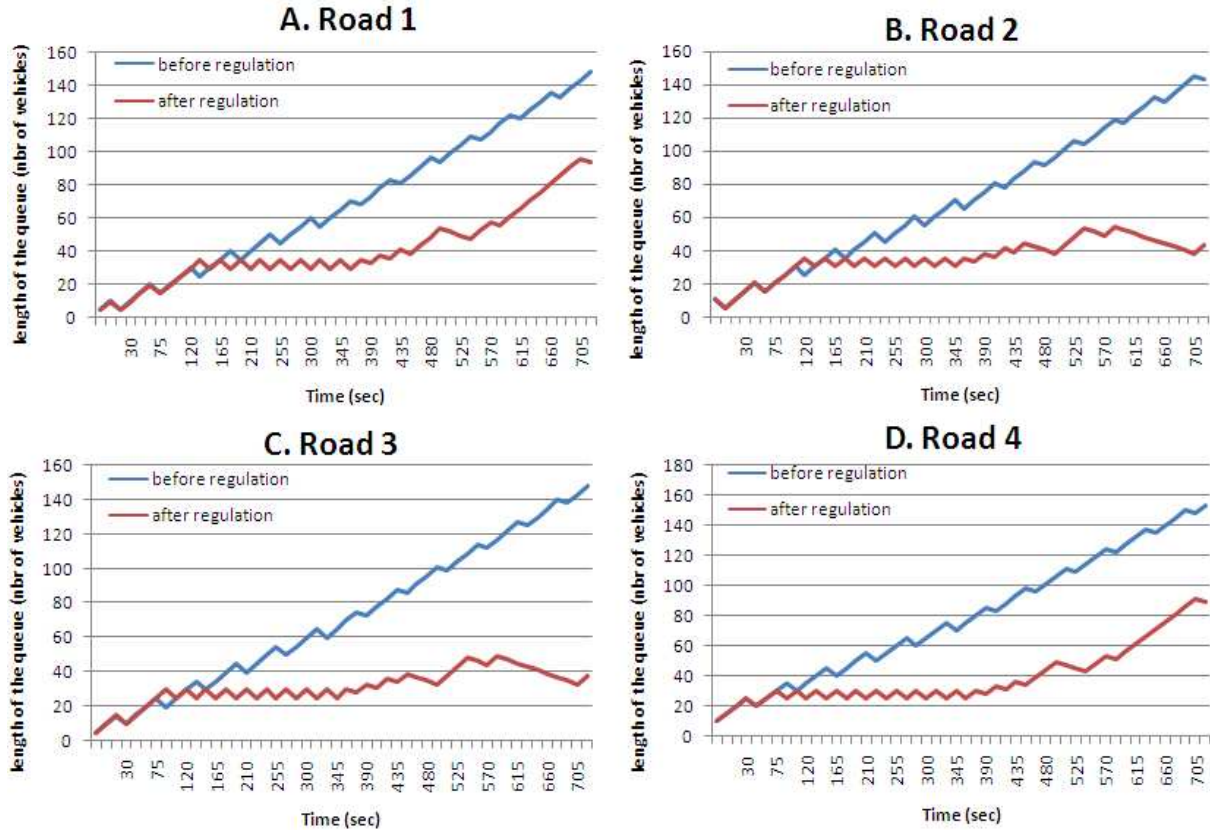 A. Road 1
length of the queue (nbr of vehicles)
160
140
120
100
80
60
40
20
0
before regulation
after regulation
30 75 120 165 210 255 300 345 390 435 480 525 570 615 660 705
Time (sec)
B. Road 2
length of the queue (nbr of vehicles)
160
140
120
100
80
60
40
20
0
before regulation
after regulation
30 75 120 165 210 255 300 345 390 435 480 525 570 615 660 705
Time (sec)
C. Road 3
length of the queue (nbr of vehicles)
160
140
120
100
80
60
40
20
0
before regulation
after regulation
30 75 120 165 210 255 300 345 390 435 480 525 570 615 660 705
Time (sec)
D. Road 4
length of the queue (nbr of vehicles)
180
160
140
120
100
80
60
40
20
0
before regulation
after regulation
30 75 120 165 210 255 300 345 390 435 480 525 570 615 660 705
Time (sec)